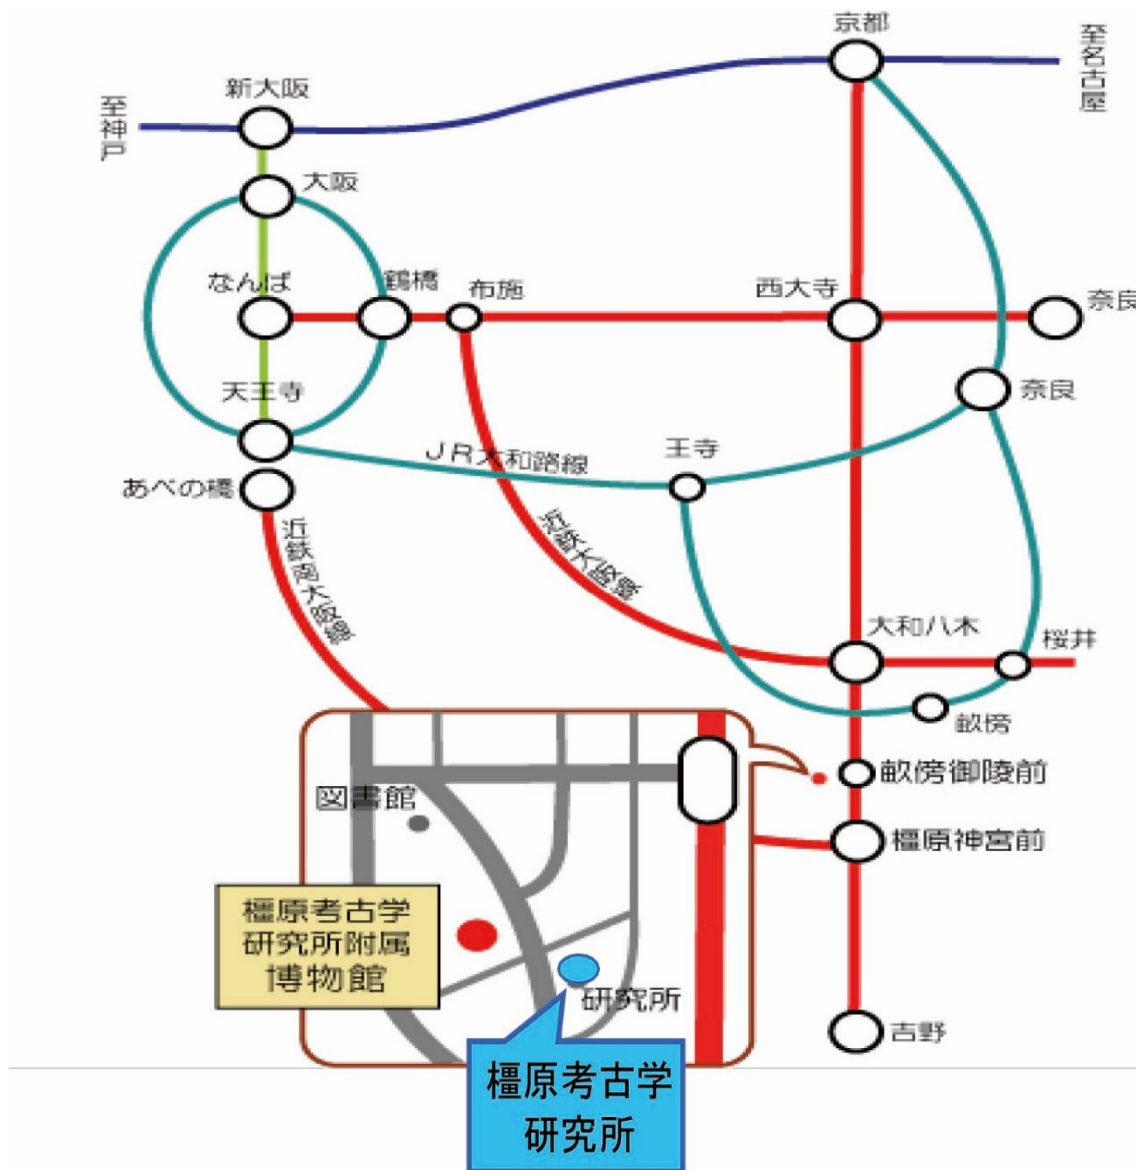 京都
至名古屋
新大阪
至神戸
大阪
なんば
鶴橋
布施
西大寺
奈良
天王寺
奈良
王寺
JR大和路線
あべの橋
近鉄南大阪線
近鉄大阪線
大和八木
桜井
畝傍
畝傍御陵前
図書館
橿原神宮前
橿原考古学
研究所附属
博物館
研究所
吉野
橿原考古学
研究所